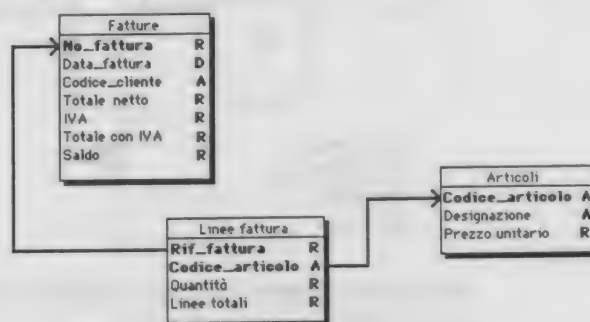 Fatture
No_fattura R
Data_fattura D
Codice_cliente A
Totale netto R
IVA R
Totale con IVA R
Saldo R
Articoli
Codice_articolo A
Designazione A
Prezzo unitario R
Linee fattura
Rif_fattura R
Codice_articolo A
Quantità R
Linee totali R